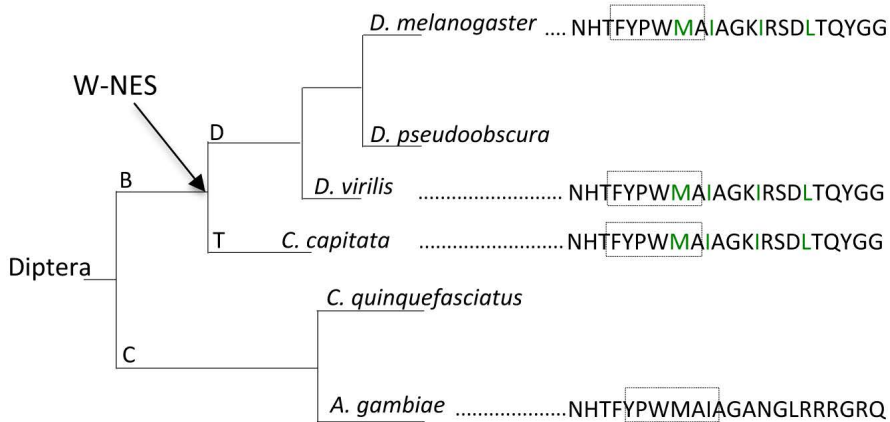 D. melanogaster .... NHTFYPWMAIAGKIRSDLTQYGG
W-NES
D
D. pseudoobscura
B
D. virilis .......................... NHTFYPWMAIAGKIRSDLTQYGG
T
C. capitata .......................... NHTFYPWMAIAGKIRSDLTQYGG
Diptera
C. quinquefasciatus
C
A. gambiae .................... NHTFYPWMAIAGANGLRRRGRQ